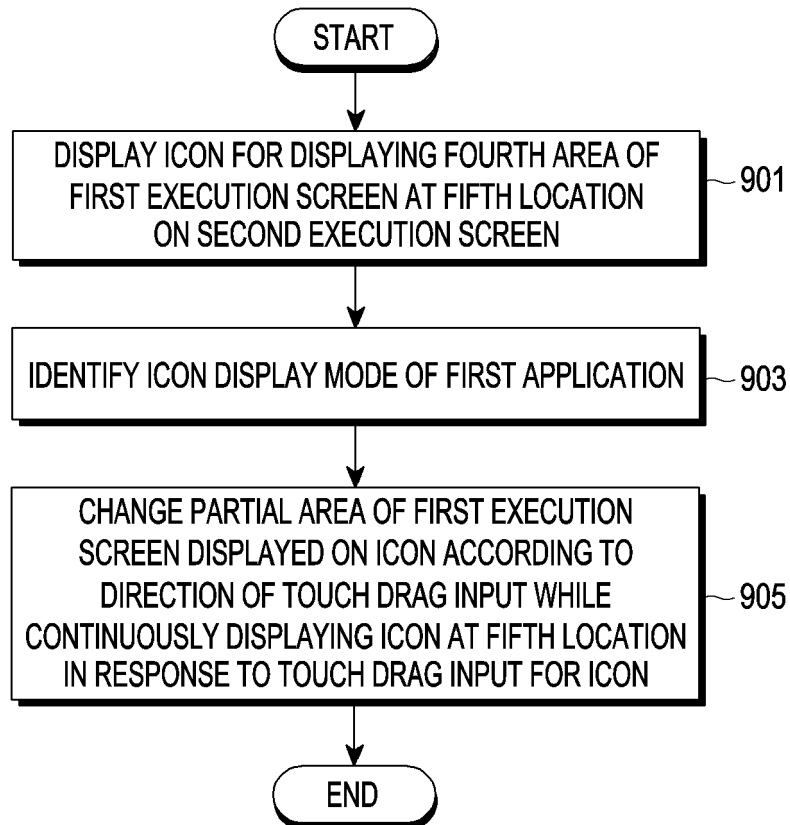 START
DISPLAY ICON FOR DISPLAYING FOURTH AREA OF
FIRST EXECUTION SCREEN AT FIFTH LOCATION
ON SECOND EXECUTION SCREEN
901
IDENTIFY ICON DISPLAY MODE OF FIRST APPLICATION
903
CHANGE PARTIAL AREA OF FIRST EXECUTION
SCREEN DISPLAYED ON ICON ACCORDING TO
DIRECTION OF TOUCH DRAG INPUT WHILE
CONTINUOUSLY DISPLAYING ICON AT FIFTH LOCATION
IN RESPONSE TO TOUCH DRAG INPUT FOR ICON
905
END